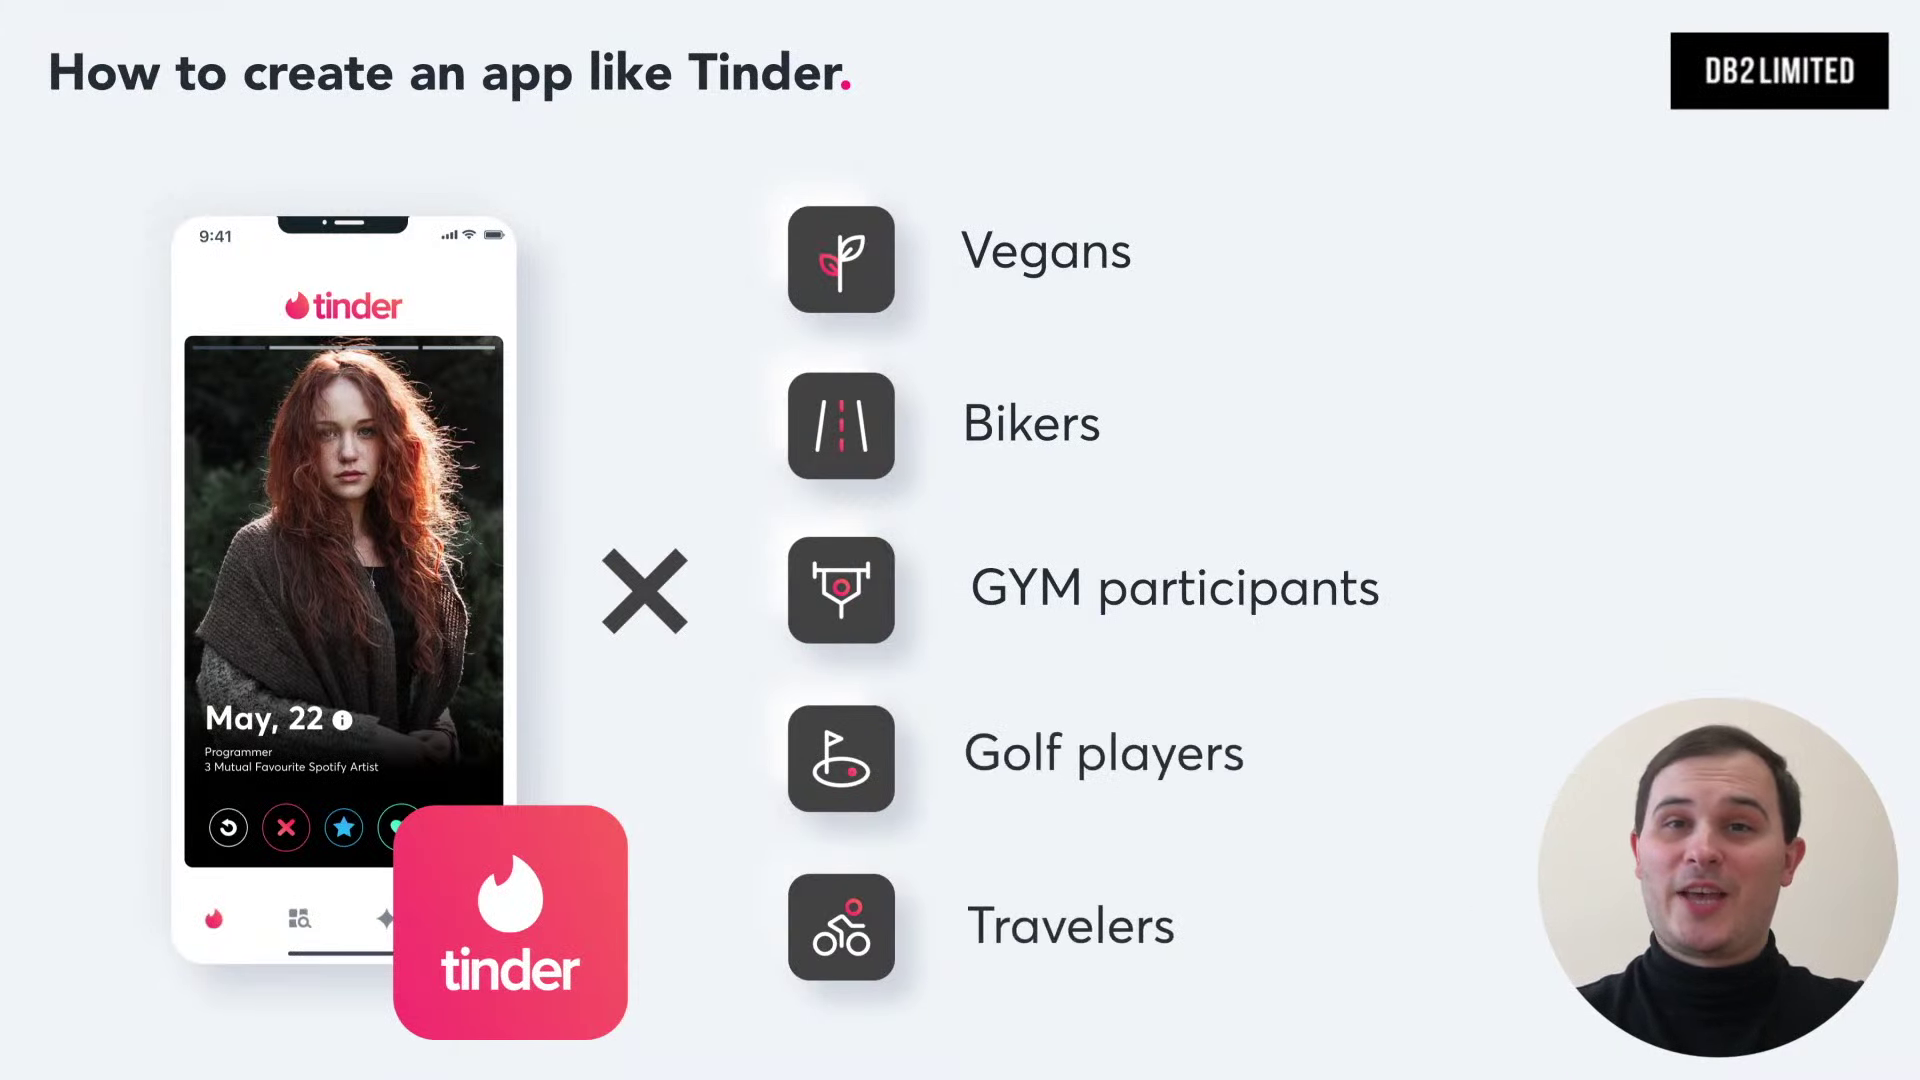 How to create an app like Tinder.
DB2 LIMITED
9:41
tinder
May, 22
Programmer
3 Mutual Favourite Spotify Artist
tinder
Vegans
Bikers
GYM participants
Golf players
Travelers